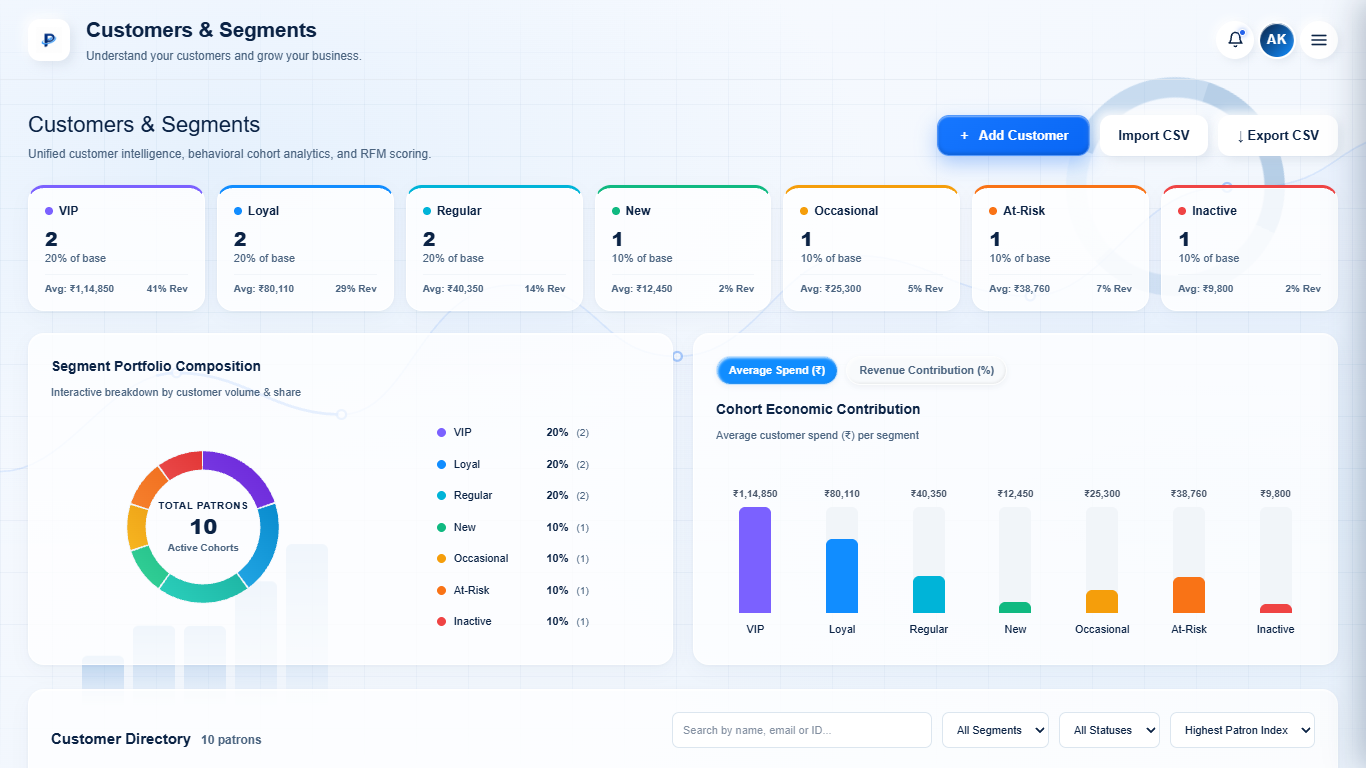 P
Customers & Segments
Understand your customers and grow your business.
AK
Customers & Segments
Unified customer intelligence, behavioral cohort analytics, and RFM scoring.
+ Add Customer
Import CSV
↓ Export CSV
VIP
2
20% of base
Avg: ₹1,14,850 41% Rev
Loyal
2
20% of base
Avg: ₹80,110 29% Rev
Regular
2
20% of base
Avg: ₹40,350 14% Rev
New
1
10% of base
Avg: ₹12,450 2% Rev
Occasional
1
10% of base
Avg: ₹25,300 5% Rev
At-Risk
1
10% of base
Avg: ₹38,760 7% Rev
Inactive
1
10% of base
Avg: ₹9,800 2% Rev
Segment Portfolio Composition
Interactive breakdown by customer volume & share
TOTAL PATRONS
10
Active Cohorts
VIP 20% (2)
Loyal 20% (2)
Regular 20% (2)
New 10% (1)
Occasional 10% (1)
At-Risk 10% (1)
Inactive 10% (1)
Average Spend (₹) Revenue Contribution (%)
Cohort Economic Contribution
Average customer spend (₹) per segment
₹1,14,850 ₹80,110 ₹40,350 ₹12,450 ₹25,300 ₹38,760 ₹9,800
VIP Loyal Regular New Occasional At-Risk Inactive
Customer Directory 10 patrons
Search by name, email or ID...
All Segments
All Statuses
Highest Patron Index